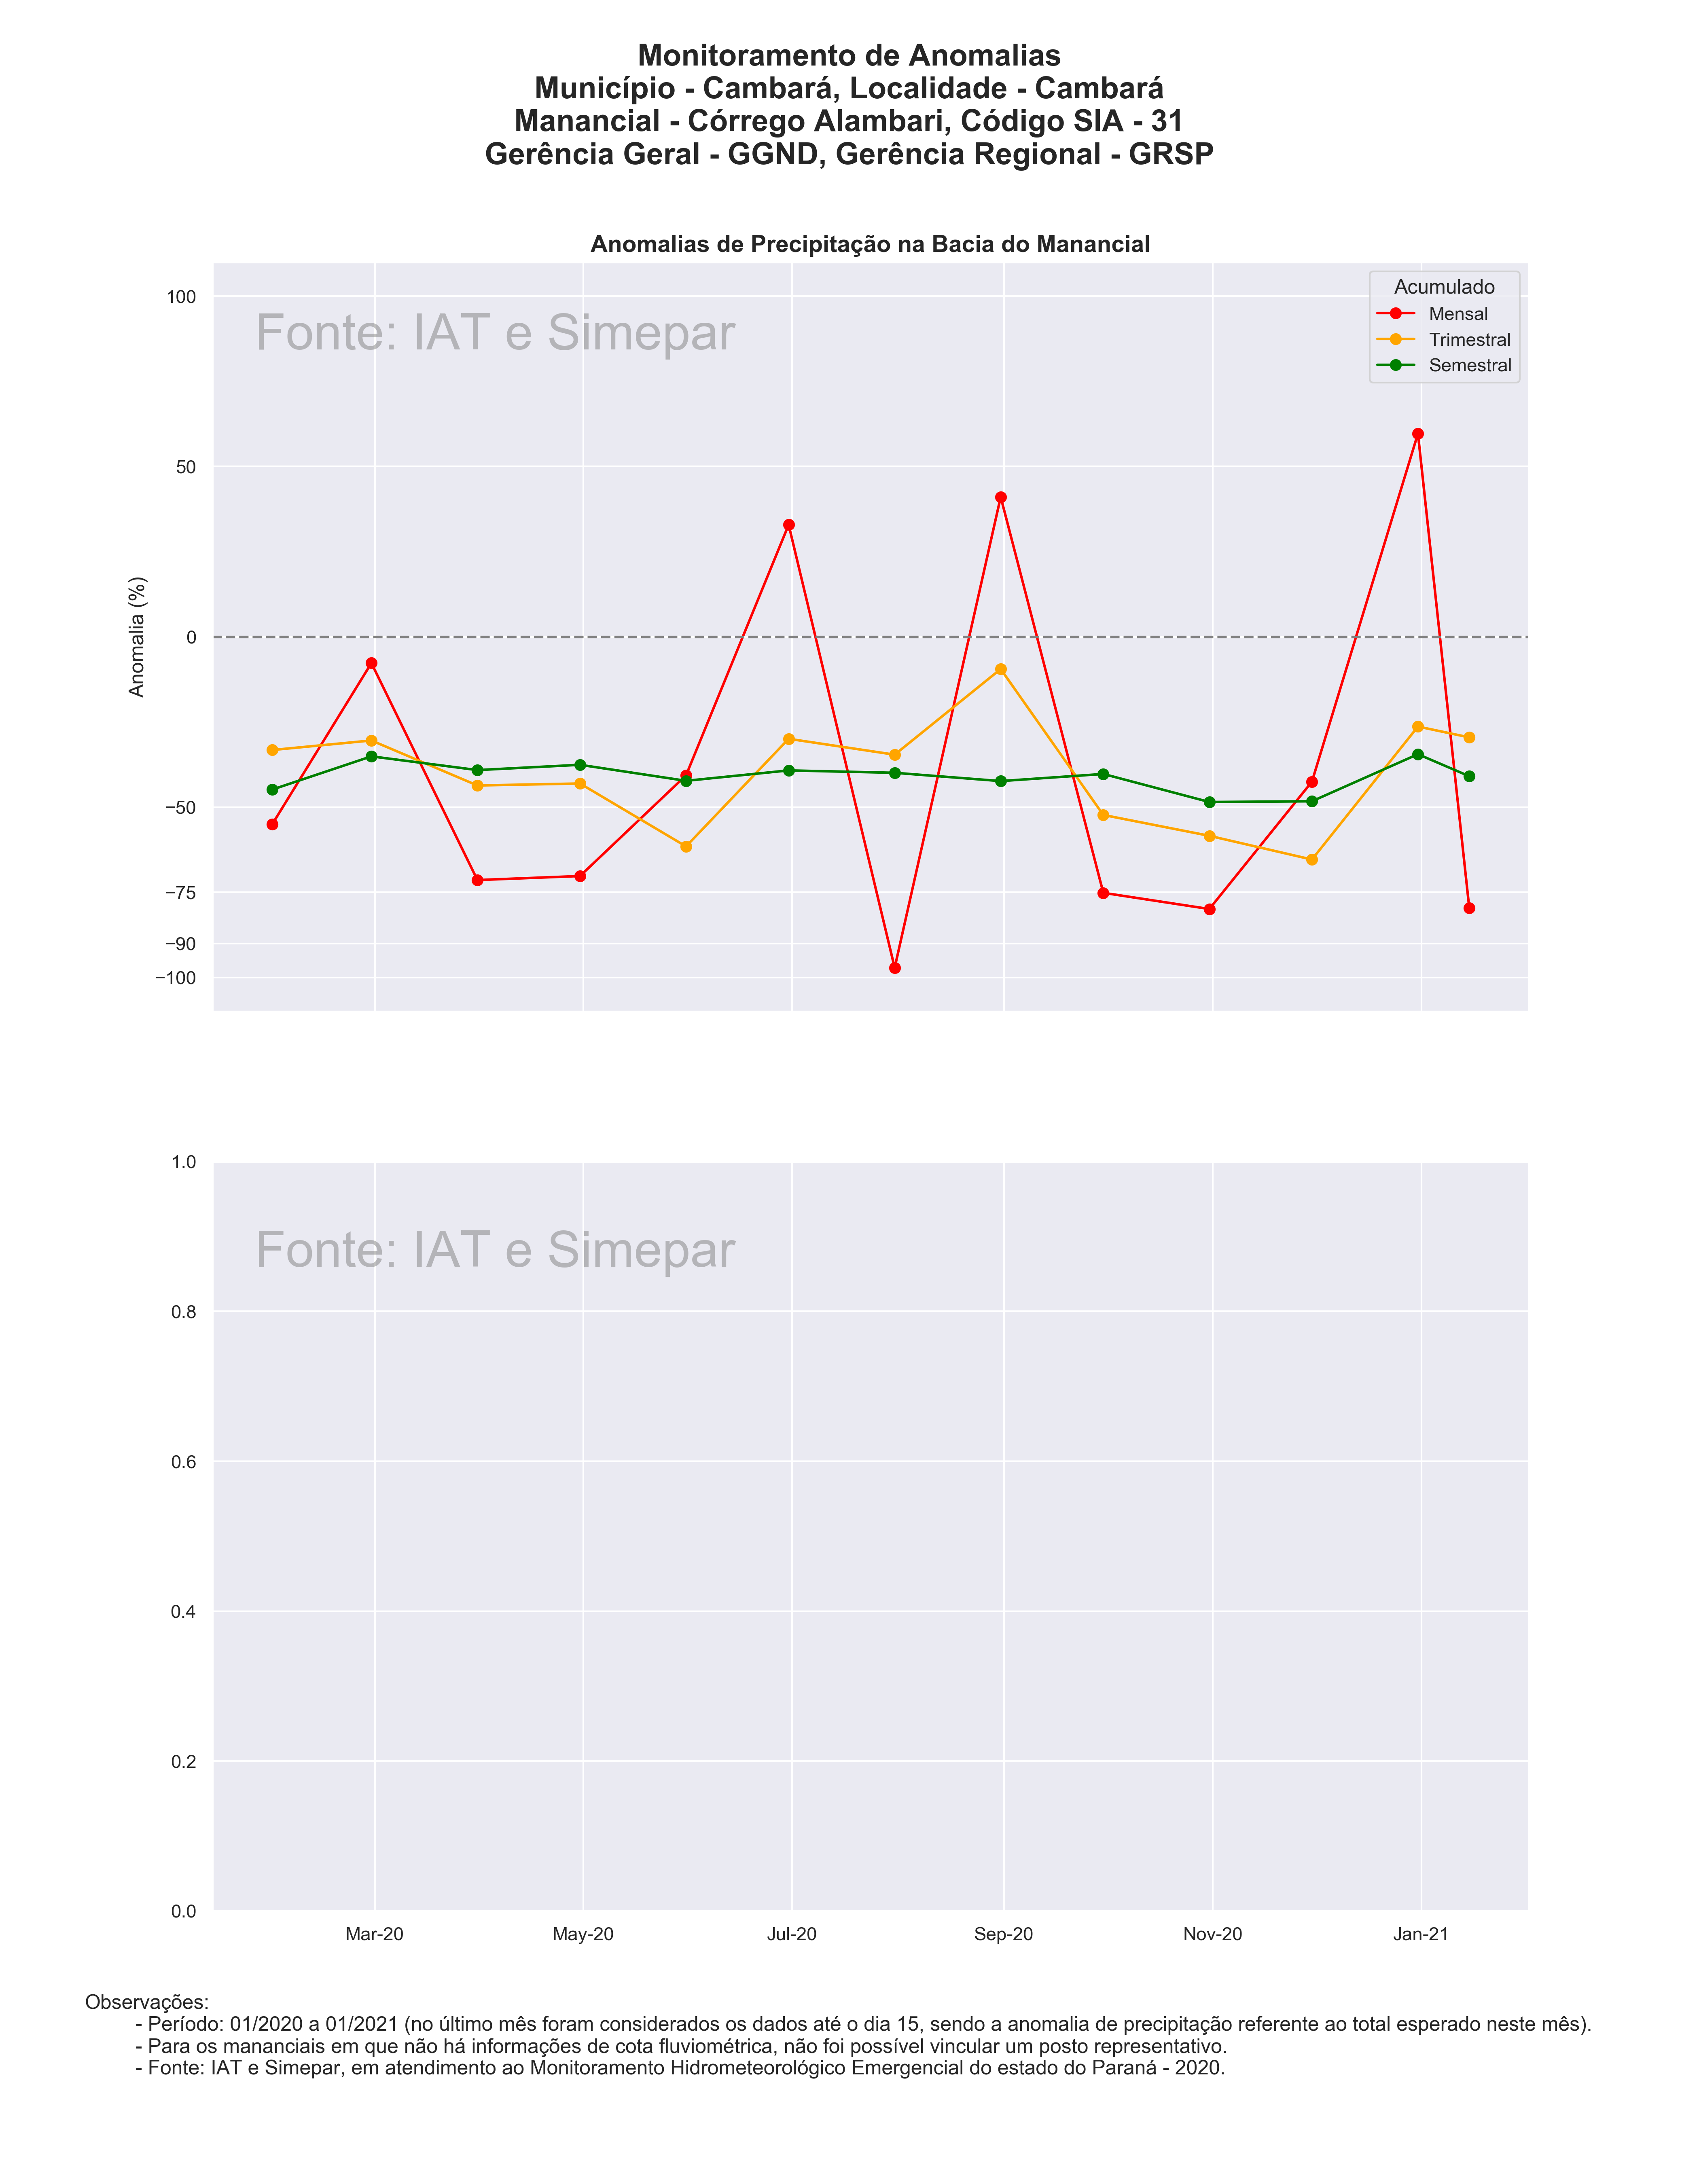 Monitoramento de Anomalias
Município - Cambará, Localidade - Cambará
Manancial - Córrego Alambari, Código SIA - 31
Gerência Geral - GGND, Gerência Regional - GRSP
Anomalias de Precipitação na Bacia do Manancial
Fonte: IAT e Simepar
Acumulado
Mensal
Trimestral
Semestral
Anomalia (%)
100
50
0
−50
−75
−90
−100
Fonte: IAT e Simepar
1.0
0.8
0.6
0.4
0.2
0.0
Mar-20 May-20 Jul-20 Sep-20 Nov-20 Jan-21
Observações:
- Período: 01/2020 a 01/2021 (no último mês foram considerados os dados até o dia 15, sendo a anomalia de precipitação referente ao total esperado neste mês).
- Para os mananciais em que não há informações de cota fluviométrica, não foi possível vincular um posto representativo.
- Fonte: IAT e Simepar, em atendimento ao Monitoramento Hidrometeorológico Emergencial do estado do Paraná - 2020.